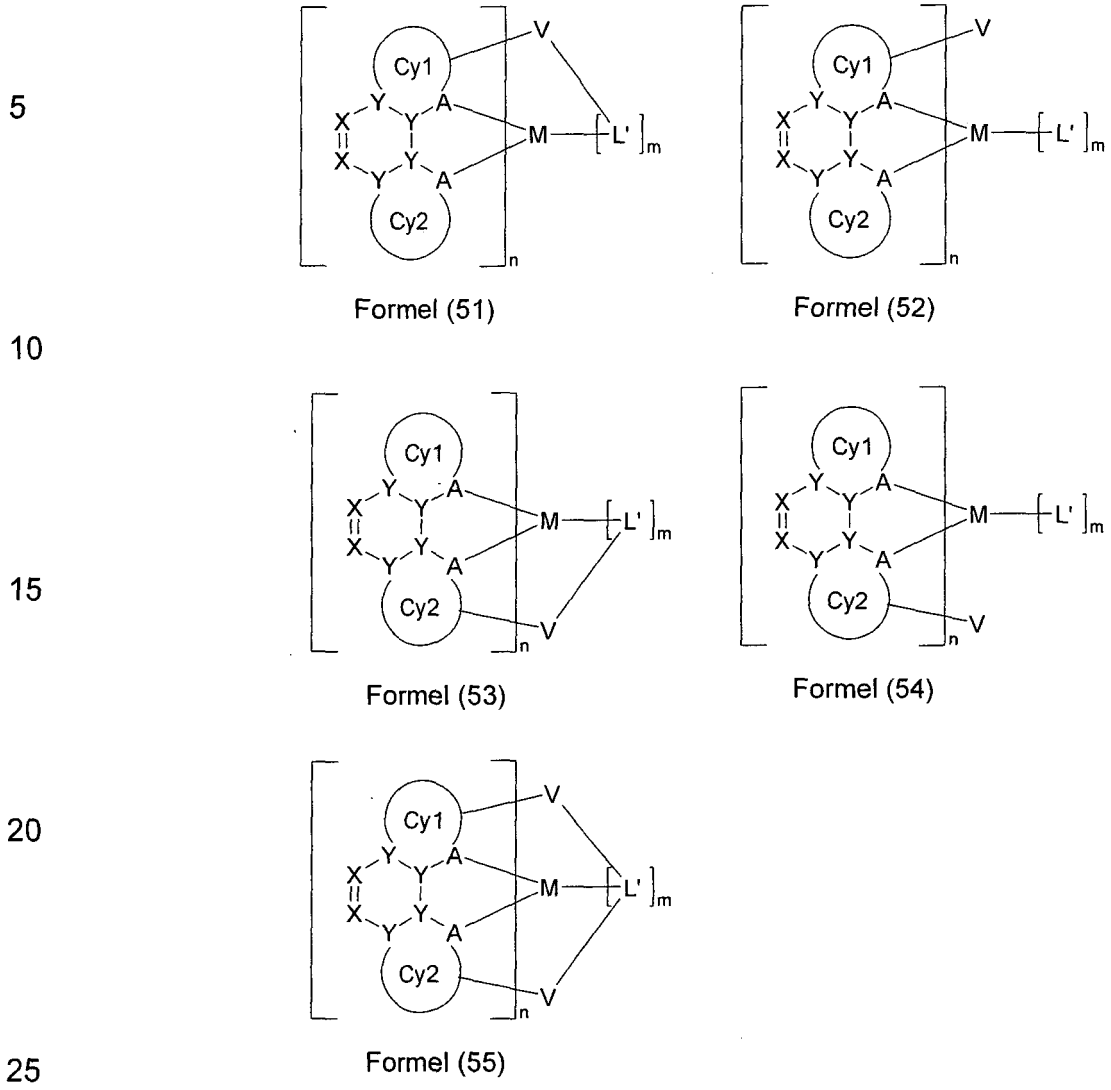 5
Cy1
V
Y Y A
X
X
Y Y A
M
[L']m
Cy2
n
Formel (51)
Cy1
V
Y Y A
X
X
Y Y A
M
[L']m
Cy2
n
Formel (52)
10
Cy1
Y Y A
X
X
Y Y A
M
[L']m
Cy2
V
n
Formel (53)
Cy1
Y Y A
X
X
Y Y A
M
[L']m
Cy2
V
n
Formel (54)
15
20
Cy1
V
Y Y A
X
X
Y Y A
M
[L']m
Cy2
V
n
Formel (55)
25